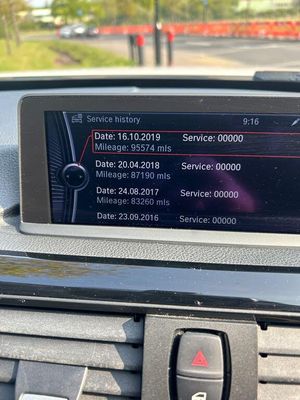 Service history 9:16
Date: 16.10.2019 Service: 00000
Mileage: 95574 mls
Date: 20.04.2018 Service: 00000
Mileage: 87190 mls
Date: 24.08.2017 Service: 00000
Mileage: 83260 mls
Date: 23.09.2016 Service: 00000